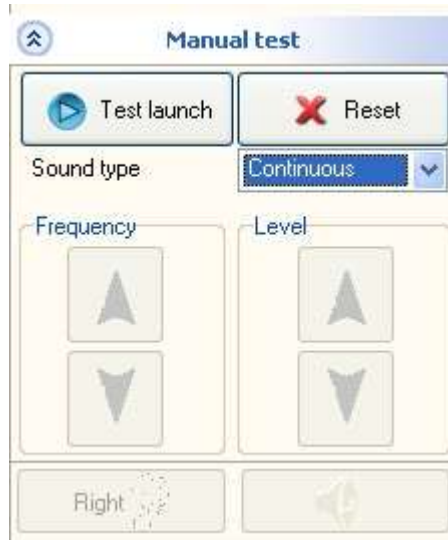 Manual test
Test launch Reset
Sound type Continuous
Frequency Level
Right